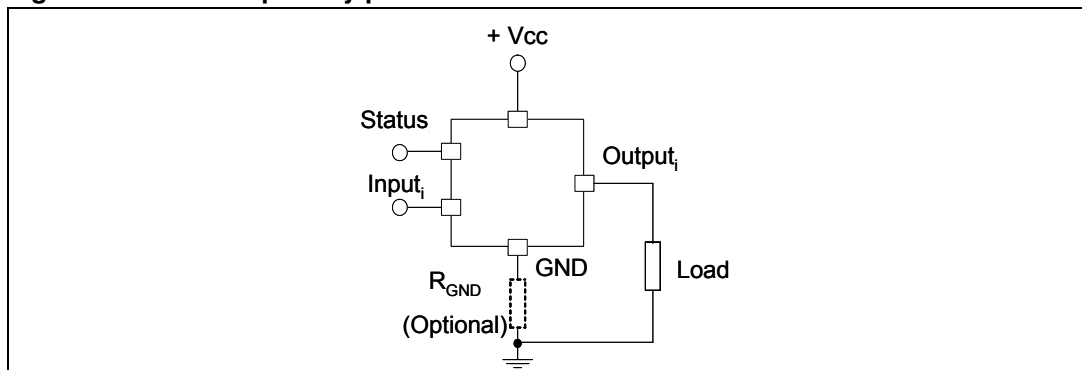 + Vcc
Status
Output_i
Input_i
GND
R_GND
Load
(Optional)